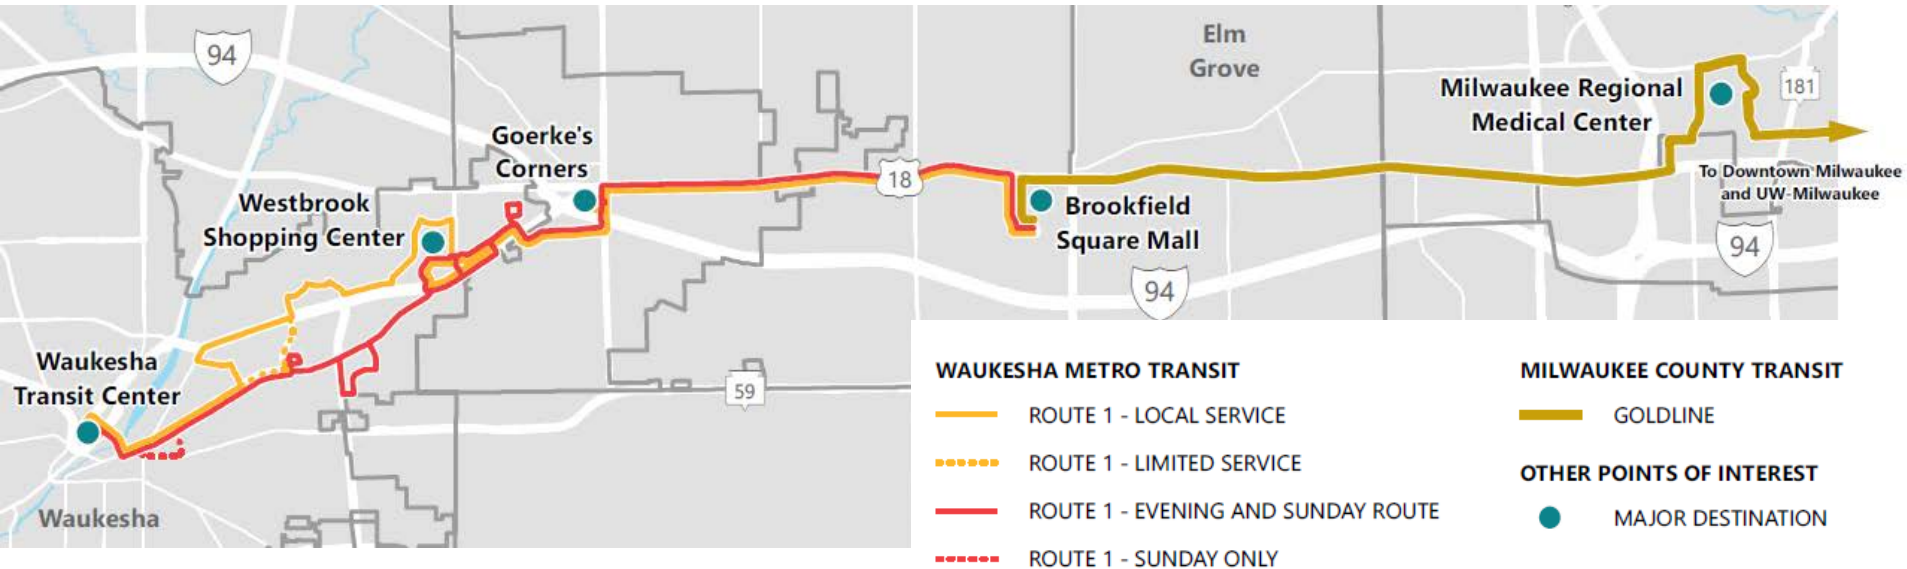 94
Elm
Grove
Milwaukee Regional
Medical Center
181
Goerke's
Corners
18
To Downtown Milwaukee
and UW-Milwaukee
Westbrook
Shopping Center
Brookfield
Square Mall
94
94
Waukesha
Transit Center
59
Waukesha
WAUKESHA METRO TRANSIT
ROUTE 1 - LOCAL SERVICE
ROUTE 1 - LIMITED SERVICE
ROUTE 1 - EVENING AND SUNDAY ROUTE
ROUTE 1 - SUNDAY ONLY
MILWAUKEE COUNTY TRANSIT
GOLDLINE
OTHER POINTS OF INTEREST
MAJOR DESTINATION